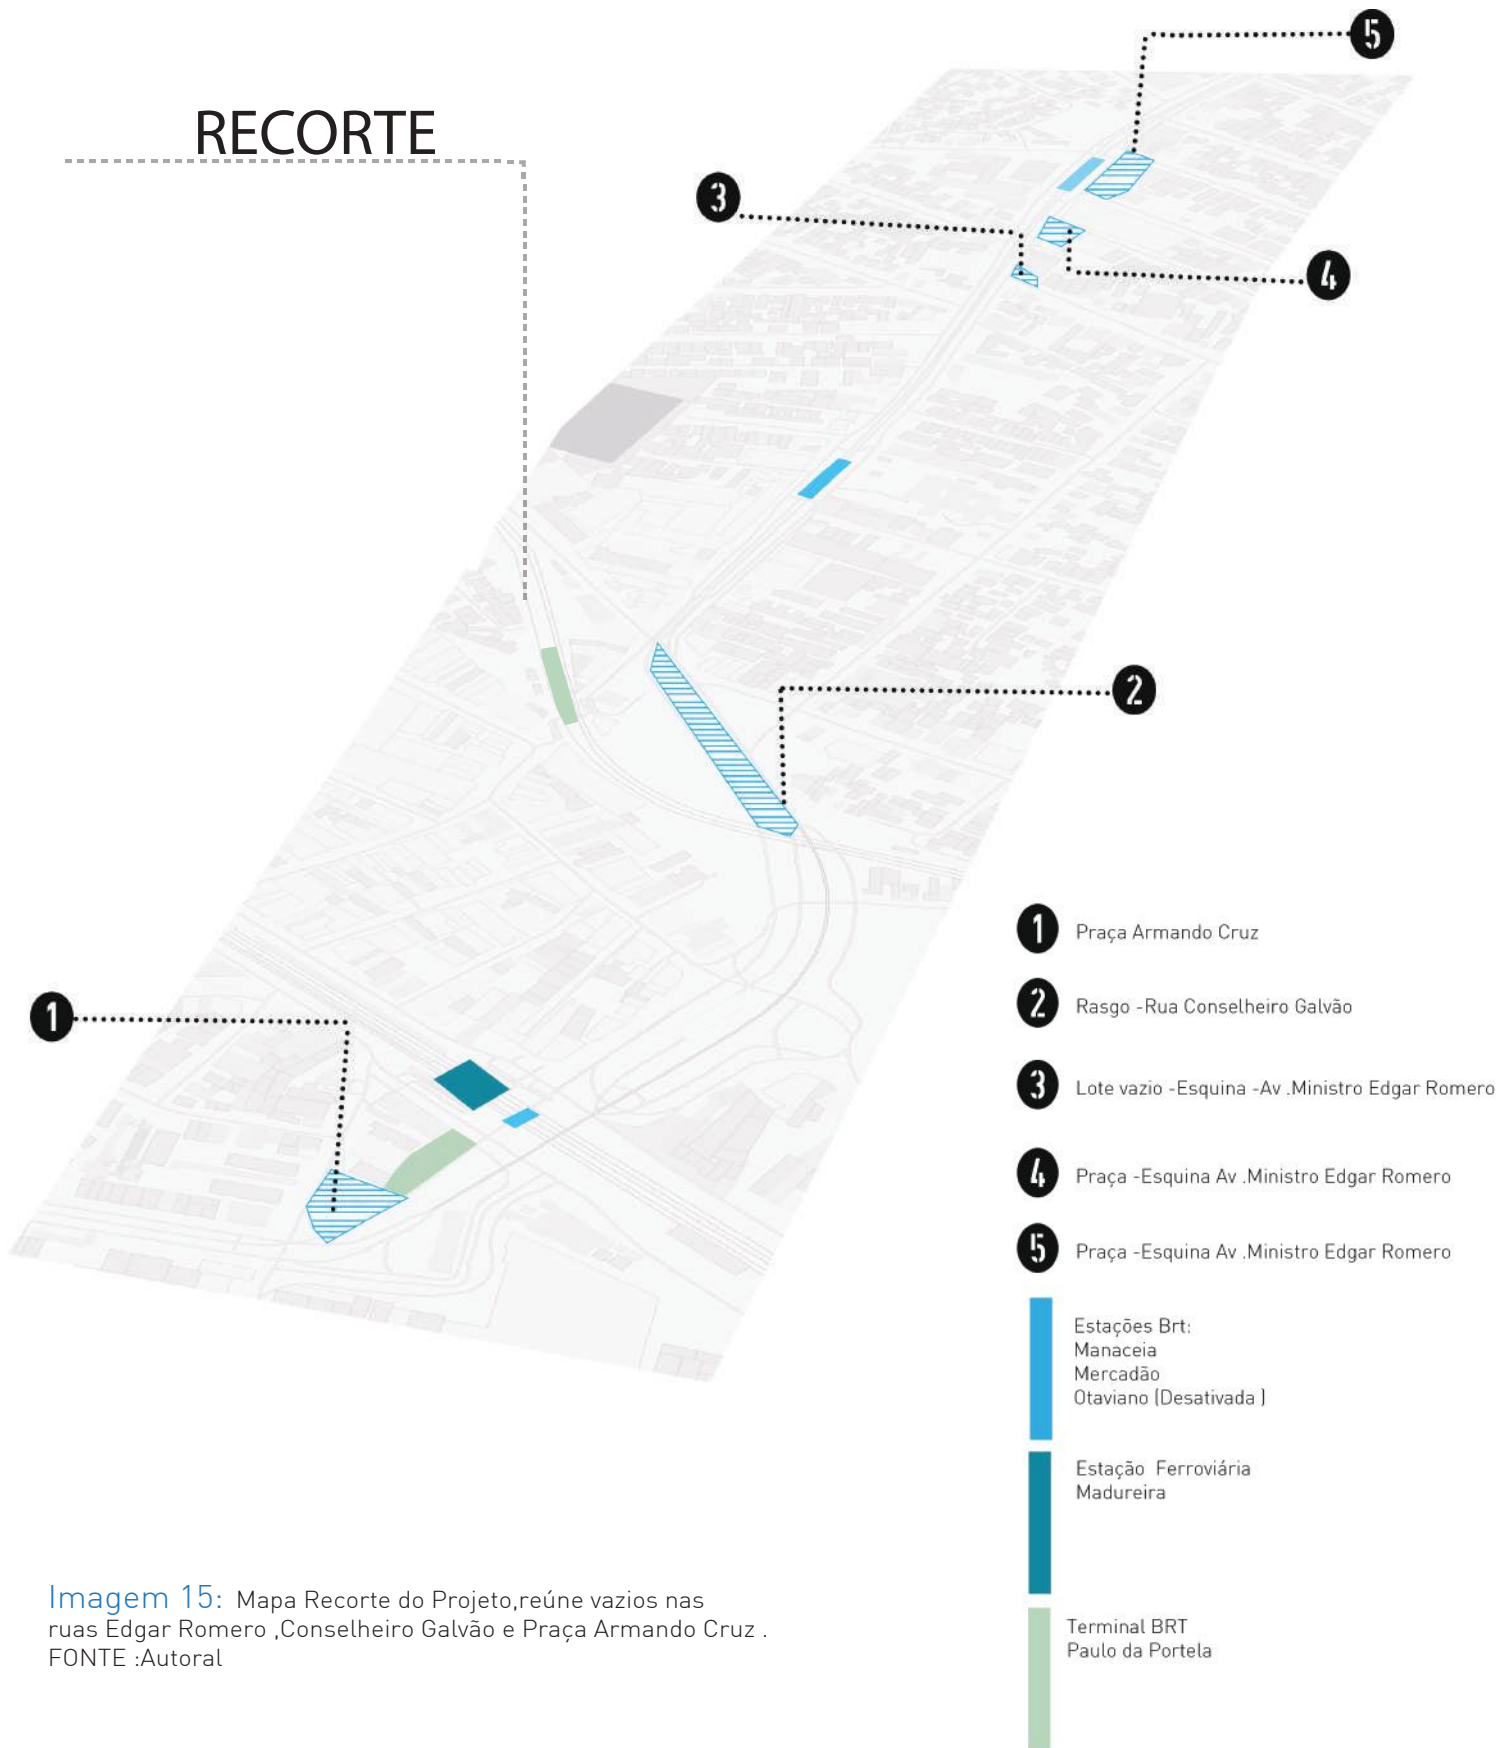 RECORTE
5
3
4
2
1
1 Praça Armando Cruz
2 Rasgo -Rua Conselheiro Galvão
3 Lote vazio -Esquina -Av .Ministro Edgar Romero
4 Praça -Esquina Av .Ministro Edgar Romero
5 Praça -Esquina Av .Ministro Edgar Romero
Estações Brt:
Manaceia
Mercadão
Otaviano (Desativada )
Estação Ferroviária
Madureira
Terminal BRT
Paulo da Portela
Imagem 15: Mapa Recorte do Projeto,reúne vazios nas
ruas Edgar Romero ,Conselheiro Galvão e Praça Armando Cruz .
FONTE :Autoral